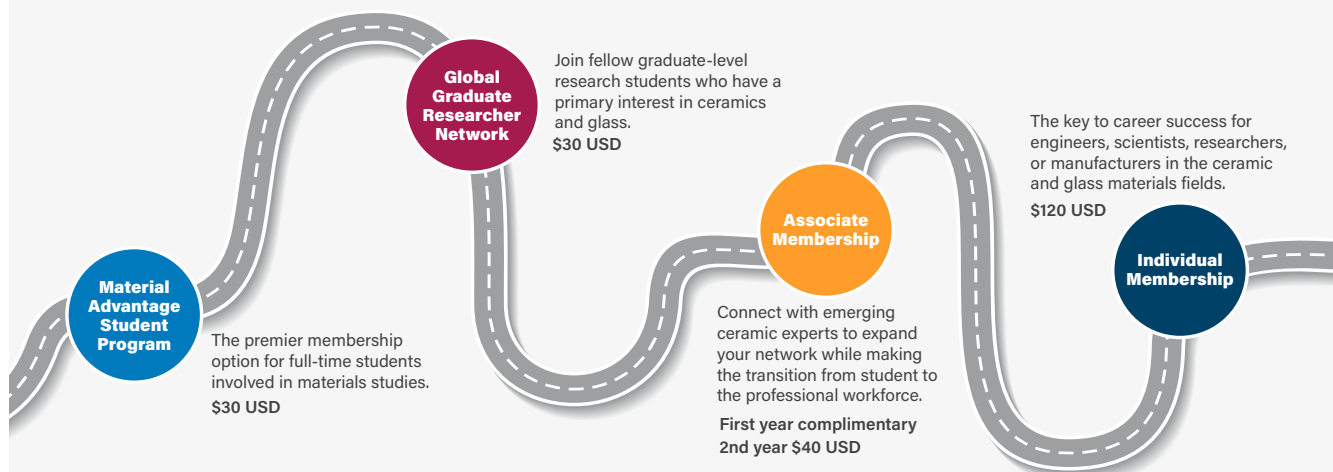 Material
Advantage
Student
Program
The premier membership
option for full-time students
involved in materials studies.
$30 USD
Global
Graduate
Researcher
Network
Join fellow graduate-level
research students who have a
primary interest in ceramics
and glass.
$30 USD
Associate
Membership
Connect with emerging
ceramic experts to expand
your network while making
the transition from student to
the professional workforce.
First year complimentary
2nd year $40 USD
The key to career success for
engineers, scientists, researchers,
or manufacturers in the ceramic
and glass materials fields.
$120 USD
Individual
Membership